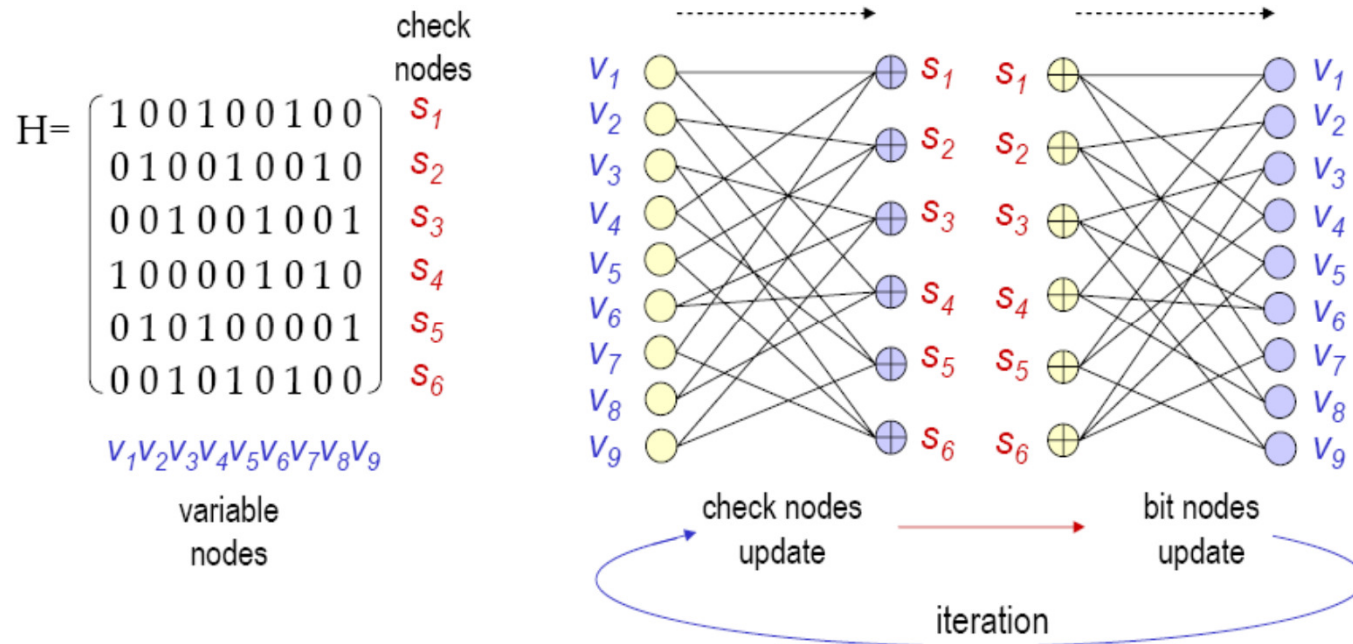 check
nodes
H=
1 0 0 1 0 0 1 0 0 s1
0 1 0 0 1 0 0 1 0 s2
0 0 1 0 0 1 0 0 1 s3
1 0 0 0 0 1 0 1 0 s4
0 1 0 1 0 0 0 0 1 s5
0 0 1 0 1 0 1 0 0 s6
v1v2v3v4v5v6v7v8v9
variable
nodes
v1
v2
v3
v4
v5
v6
v7
v8
v9
s1
s2
s3
s4
s5
s6
check nodes
update
s1
s2
s3
s4
s5
s6
v1
v2
v3
v4
v5
v6
v7
v8
v9
bit nodes
update
iteration